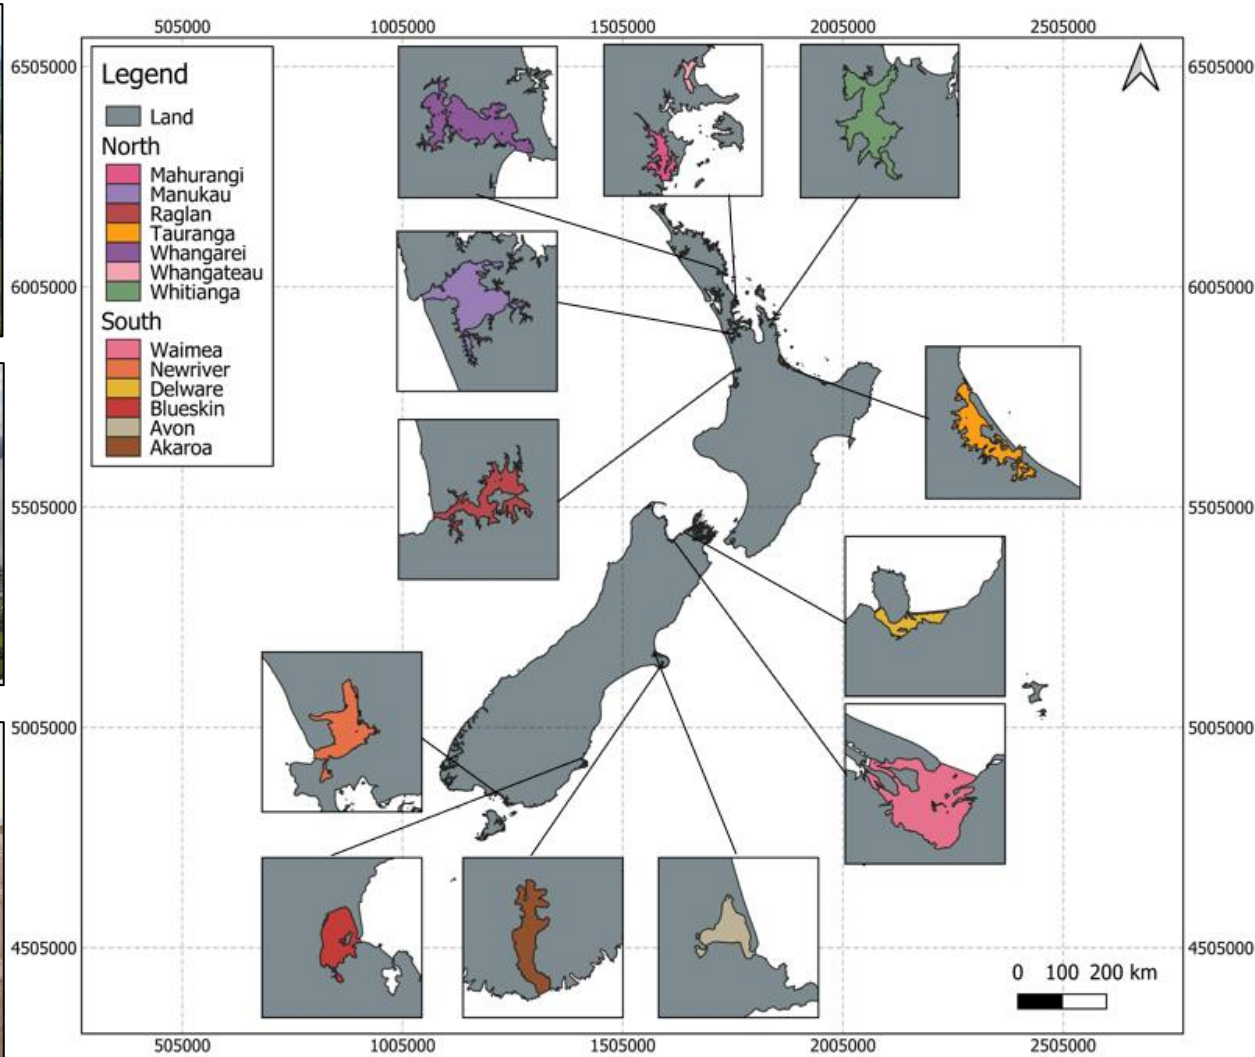 505000 1005000 1505000 2005000 2505000
6505000 6505000
Legend
Land
North
Mahurangi
Manukau
Raglan
Tauranga
Whangarei
Whangateau
Whitianga
South
Waimea
Newriver
Delware
Blueskin
Avon
Akaroa
6005000 6005000
5505000 5505000
5005000 5005000
4505000 4505000
0 100 200 km
505000 1005000 1505000 2005000 2505000